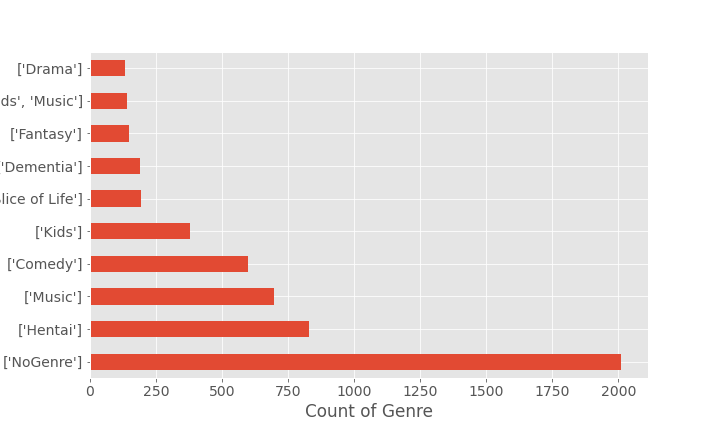 ['Drama']
ds', 'Music']
['Fantasy']
'Dementia']
lice of Life']
['Kids']
['Comedy']
['Music']
['Hentai']
['NoGenre']
0 250 500 750 1000 1250 1500 1750 2000
Count of Genre